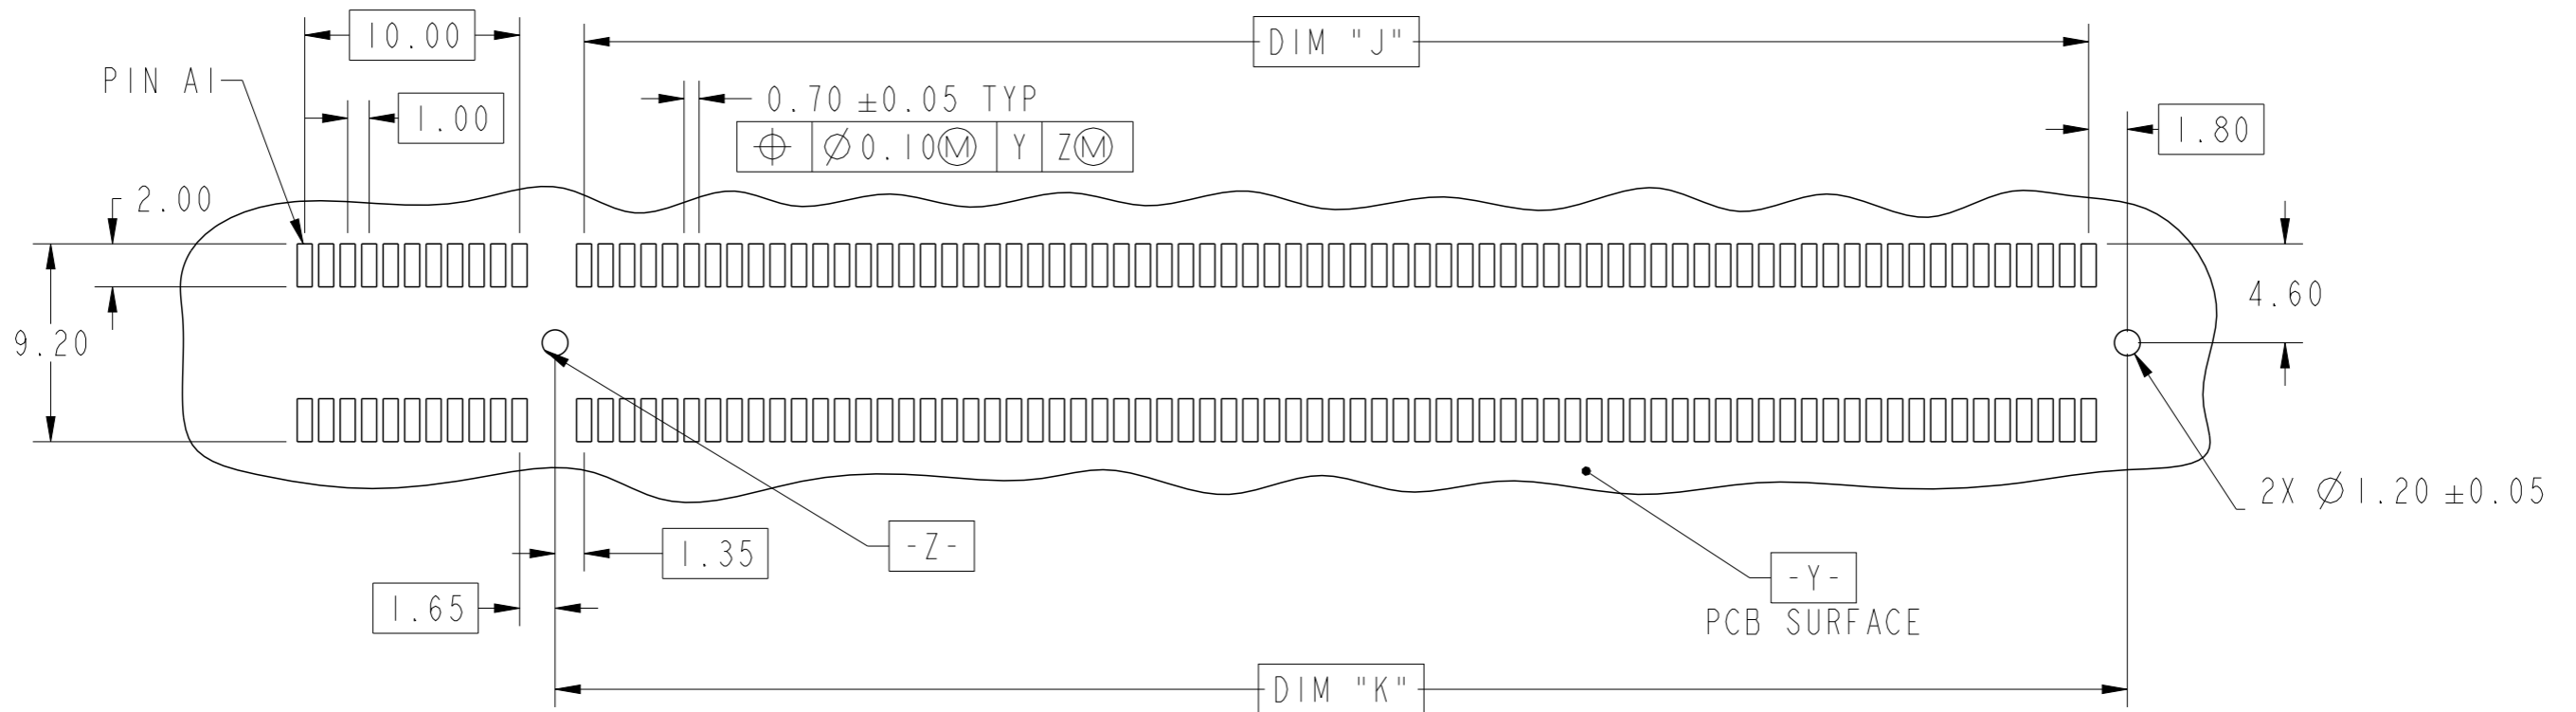 10.00
DIM "J"
PIN A1
1.00
0.70 ±0.05 TYP
⌖ ∅0.10Ⓜ Y ZⓂ
1.80
2.00
4.60
9.20
2X ∅1.20 ±0.05
-Z-
1.35
-Y-
PCB SURFACE
1.65
DIM "K"